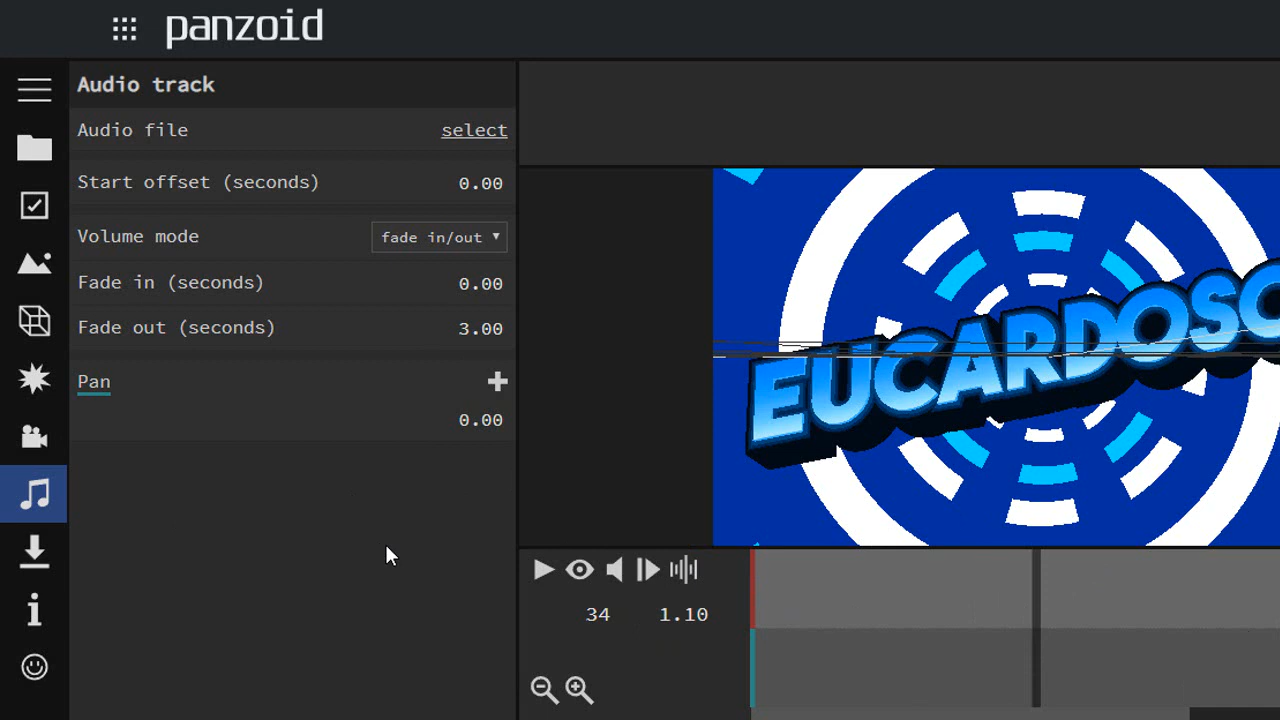 panzoid
Audio track
Audio file select
Start offset (seconds) 0.00
Volume mode fade in/out
Fade in (seconds) 0.00
Fade out (seconds) 3.00
Pan
0.00
EUCARDOSO
34 1.10